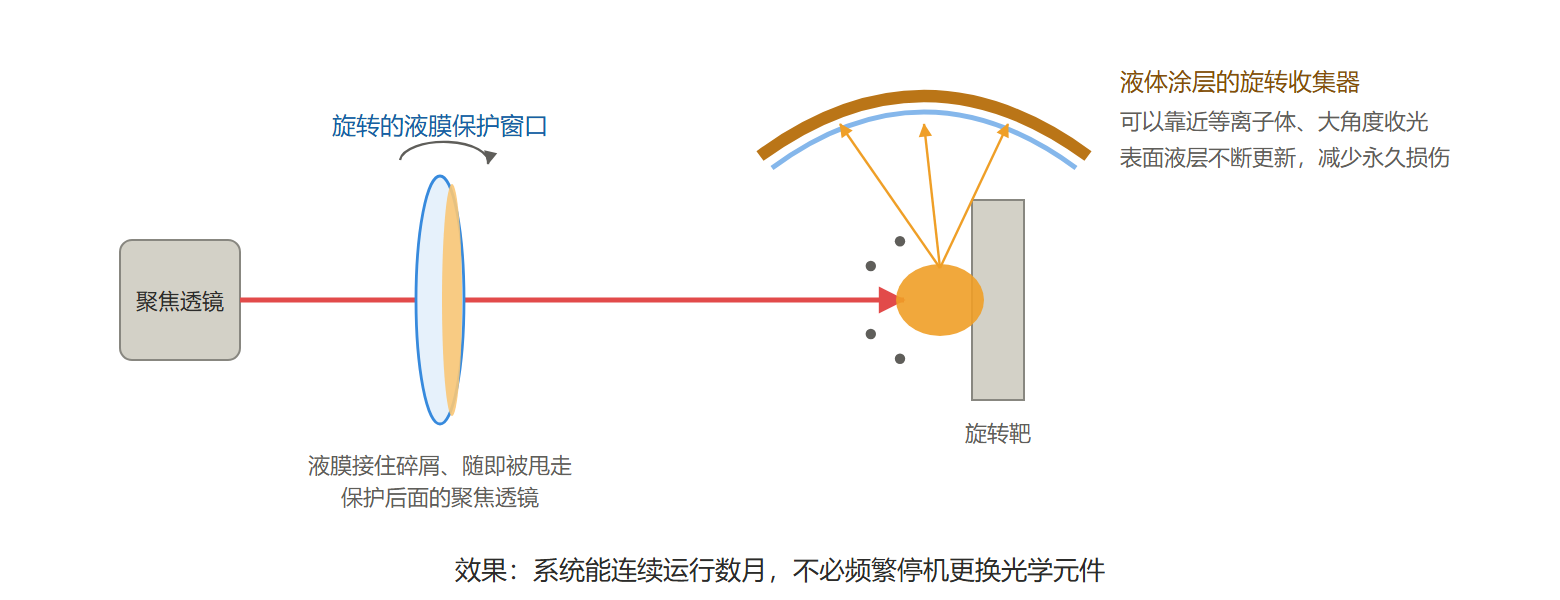 液体涂层的旋转收集器
可以靠近等离子体、大角度收光
表面液层不断更新，减少永久损伤
旋转的液膜保护窗口
聚焦透镜
旋转靶
液膜接住碎屑、随即被甩走
保护后面的聚焦透镜
效果：系统能连续运行数月，不必频繁停机更换光学元件